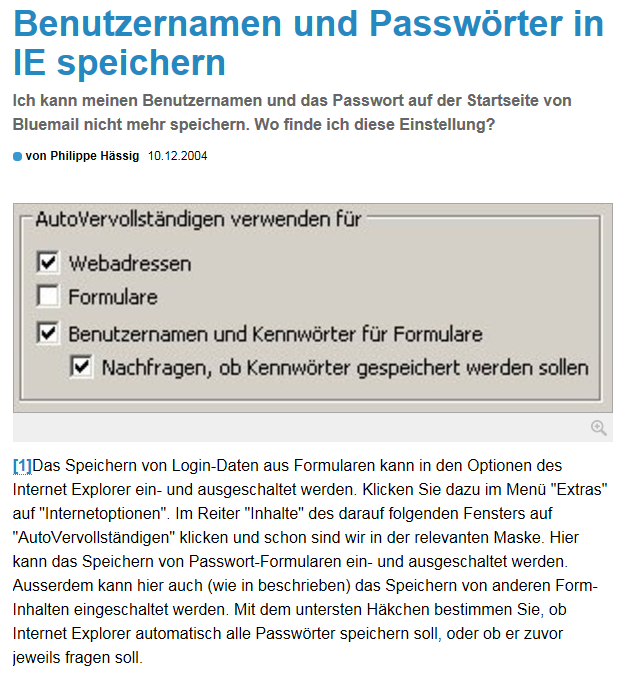 Benutzernamen und Passwörter in
IE speichern
Ich kann meinen Benutzernamen und das Passwort auf der Startseite von
Bluemail nicht mehr speichern. Wo finde ich diese Einstellung?
von Philippe Hässig 10.12.2004
AutoVervollständigen verwenden für
Webadressen
Formulare
Benutzernamen und Kennwörter für Formulare
Nachfragen, ob Kennwörter gespeichert werden sollen
[1]Das Speichern von Login-Daten aus Formularen kann in den Optionen des
Internet Explorer ein- und ausgeschaltet werden. Klicken Sie dazu im Menü "Extras"
auf "Internetoptionen". Im Reiter "Inhalte" des darauf folgenden Fensters auf
"AutoVervollständigen" klicken und schon sind wir in der relevanten Maske. Hier
kann das Speichern von Passwort-Formularen ein- und ausgeschaltet werden.
Ausserdem kann hier auch (wie in beschrieben) das Speichern von anderen Form-
Inhalten eingeschaltet werden. Mit dem untersten Häkchen bestimmen Sie, ob
Internet Explorer automatisch alle Passwörter speichern soll, oder ob er zuvor
jeweils fragen soll.